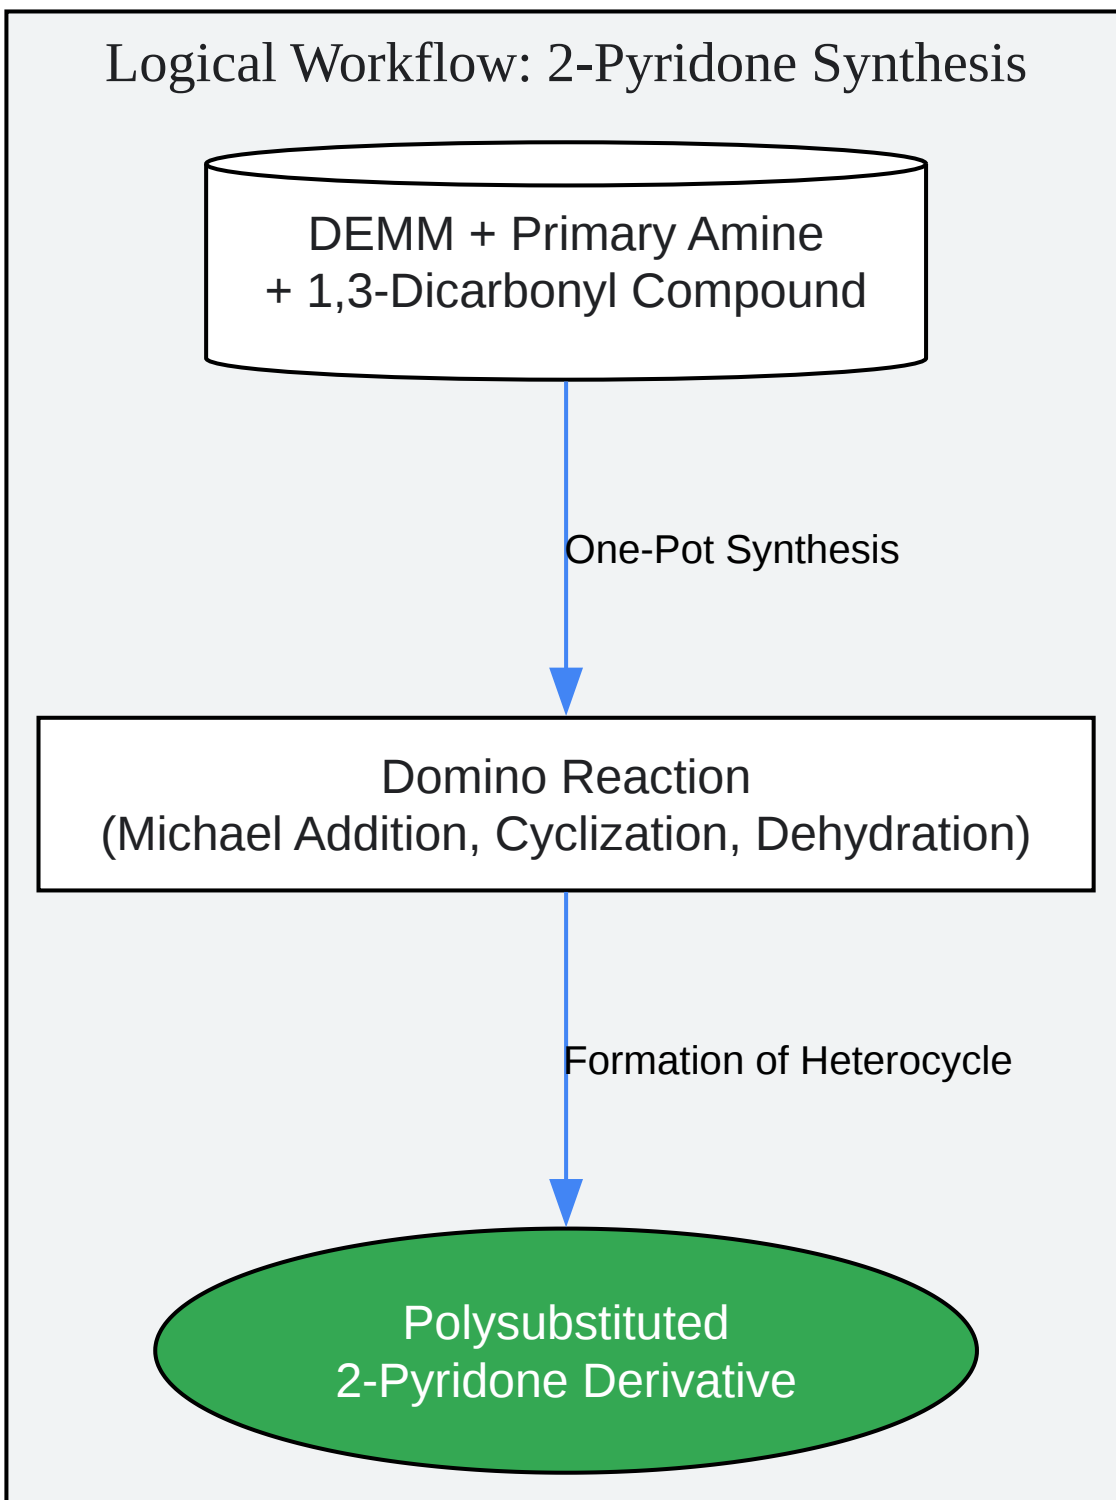 Logical Workflow: 2-Pyridone Synthesis
DEMM + Primary Amine
+ 1,3-Dicarbonyl Compound
One-Pot Synthesis
Domino Reaction
(Michael Addition, Cyclization, Dehydration)
Formation of Heterocycle
Polysubstituted
2-Pyridone Derivative